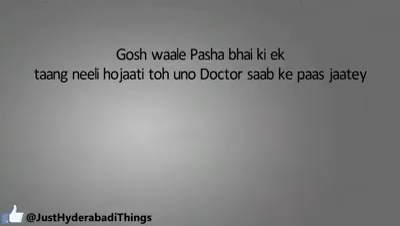 Gosh waale Pasha bhai ki ek
taang neeli hojaati toh uno Doctor saab ke paas jaatey
@JustHyderabadiThings